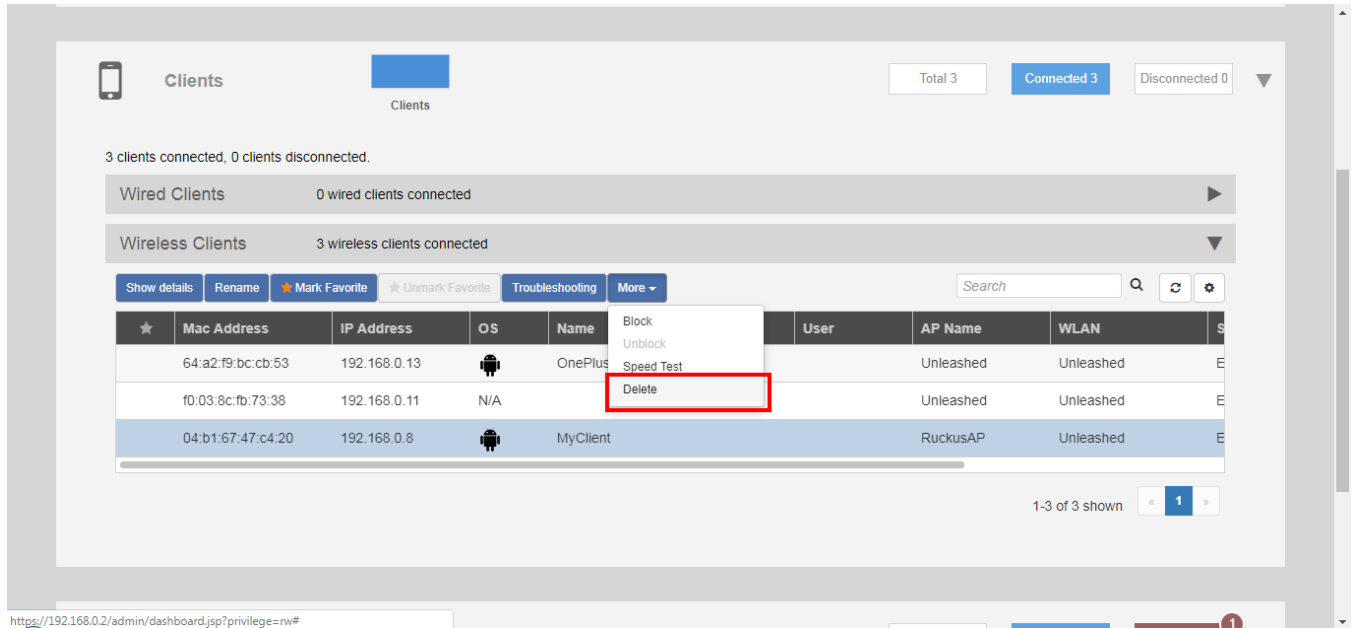 Clients
Clients
Total 3 Connected 3 Disconnected 0
3 clients connected, 0 clients disconnected.
Wired Clients 0 wired clients connected
Wireless Clients 3 wireless clients connected
Show details Rename Mark Favorite Unmark Favorite Troubleshooting More Search
Block
Unblock
Speed Test
Delete
Mac Address IP Address OS Name User AP Name WLAN S
64:a2:f9:bc:cb:53 192.168.0.13 OnePlus Unleashed Unleashed E
f0:03:8c:fb:73:38 192.168.0.11 N/A Unleashed Unleashed E
04:b1:67:47:c4:20 192.168.0.8 MyClient RuckusAP Unleashed E
1-3 of 3 shown « 1 »
https://192.168.0.2/admin/dashboard.jsp?privilege=rw#
1